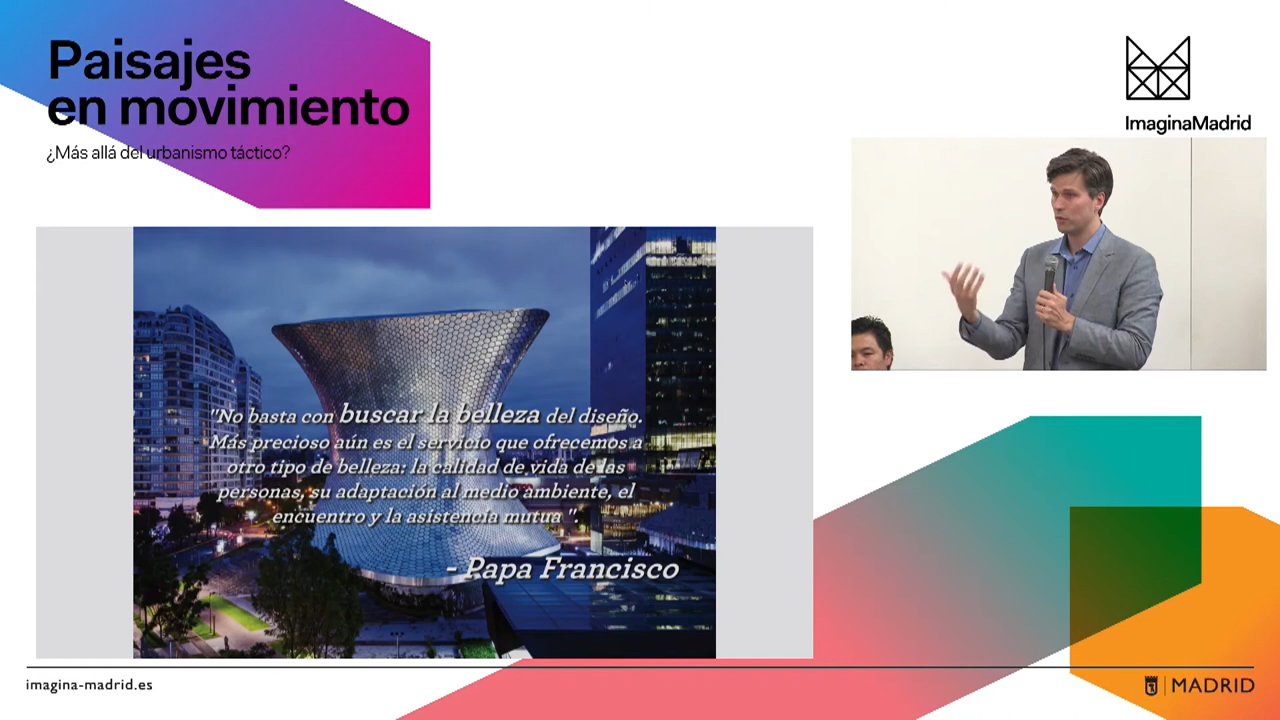 Paisajes
en movimiento
¿Más allá del urbanismo táctico?
ImaginaMadrid
"No basta con buscar la belleza del diseño.
Más precioso aún es el servicio que ofrecemos a
otro tipo de belleza: la calidad de vida de las
personas, su adaptación al medio ambiente, el
encuentro y la asistencia mutua ".
- Papa Francisco
imagina-madrid.es
MADRID